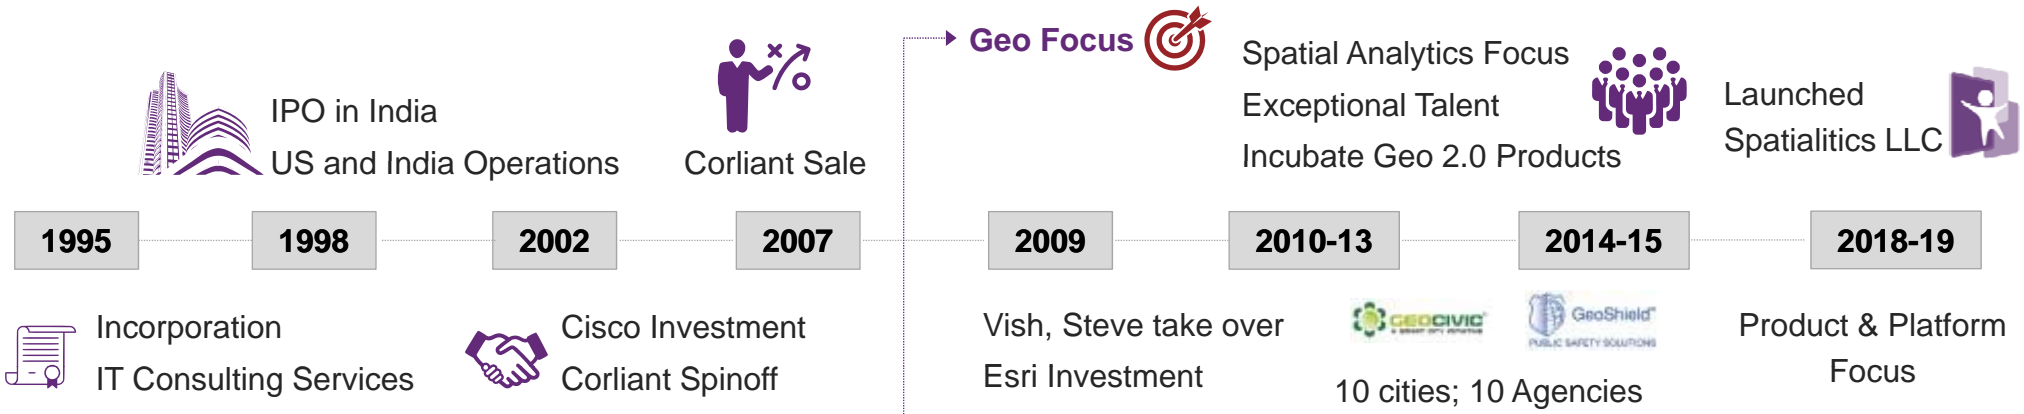 Geo Focus
IPO in India
US and India Operations
Corliant Sale
Spatial Analytics Focus
Exceptional Talent
Incubate Geo 2.0 Products
Launched
Spatialitics LLC
1995
1998
2002
2007
2009
2010-13
2014-15
2018-19
Incorporation
IT Consulting Services
Cisco Investment
Corliant Spinoff
Vish, Steve take over
Esri Investment
GEOCIVIC
A SMART CITY INITIATIVE
GeoShield
PUBLIC SAFETY SOLUTIONS
10 cities; 10 Agencies
Product & Platform
Focus